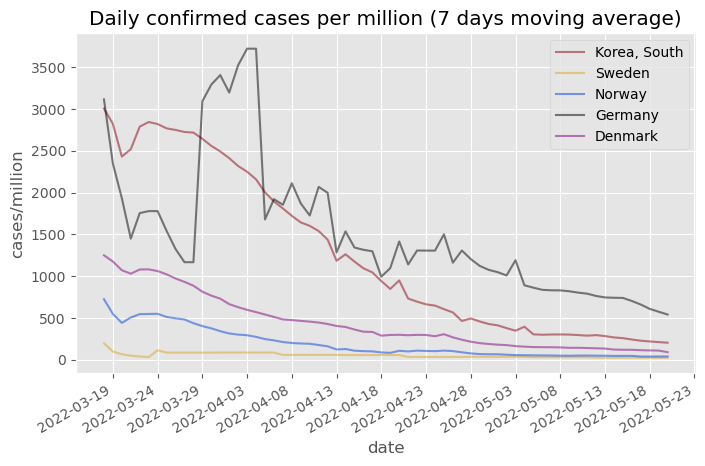 Daily confirmed cases per million (7 days moving average)
Korea, South
Sweden
Norway
Germany
Denmark
cases/million
3500
3000
2500
2000
1500
1000
500
0
2022-03-19
2022-03-24
2022-03-29
2022-04-03
2022-04-08
2022-04-13
2022-04-18
2022-04-23
2022-04-28
2022-05-03
2022-05-08
2022-05-13
2022-05-18
2022-05-23
date